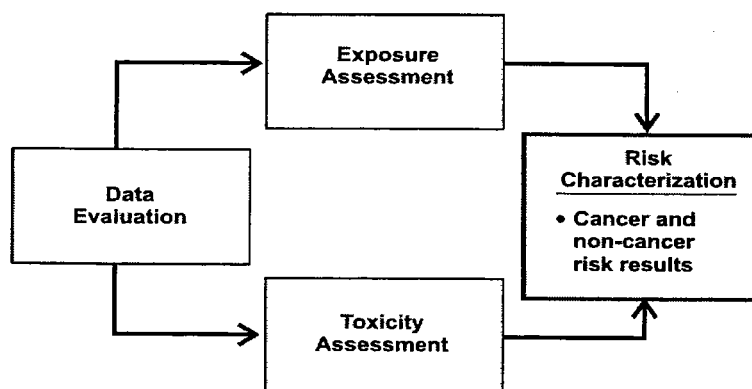 Exposure
Assessment
Data
Evaluation
Risk
Characterization
• Cancer and
non-cancer
risk results
Toxicity
Assessment